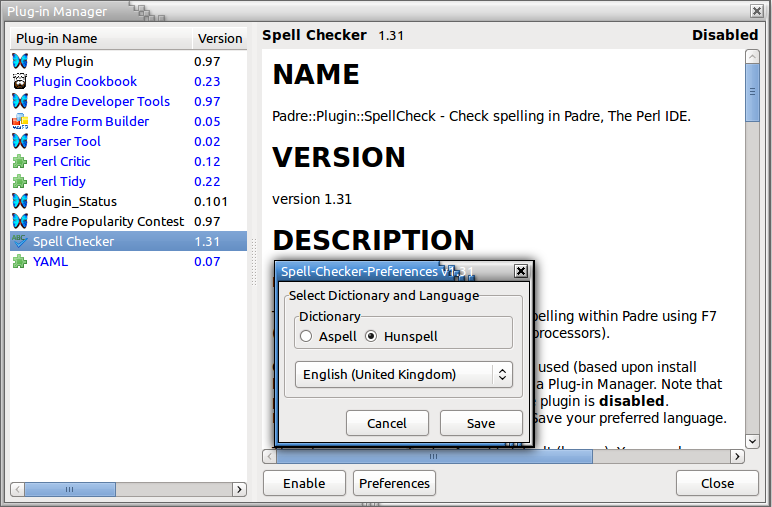 Plug-in Manager
Plug-in Name Version
My Plugin 0.97
Plugin Cookbook 0.23
Padre Developer Tools 0.97
Padre Form Builder 0.05
Parser Tool 0.02
Perl Critic 0.12
Perl Tidy 0.22
Plugin_Status 0.101
Padre Popularity Contest 0.97
ABC Spell Checker 1.31
YAML 0.07
Spell Checker 1.31 Disabled
NAME
Padre::Plugin::SpellCheck - Check spelling in Padre, The Perl IDE.
VERSION
version 1.31
DESCRIPTION
pelling within Padre using F7
processors).
used (based upon install
a Plug-in Manager. Note that
plugin is disabled.
Save your preferred language.
Spell-Checker-Preferences v1.31
Select Dictionary and Language
Dictionary
Aspell Hunspell
English (United Kingdom)
Cancel Save
Enable Preferences Close